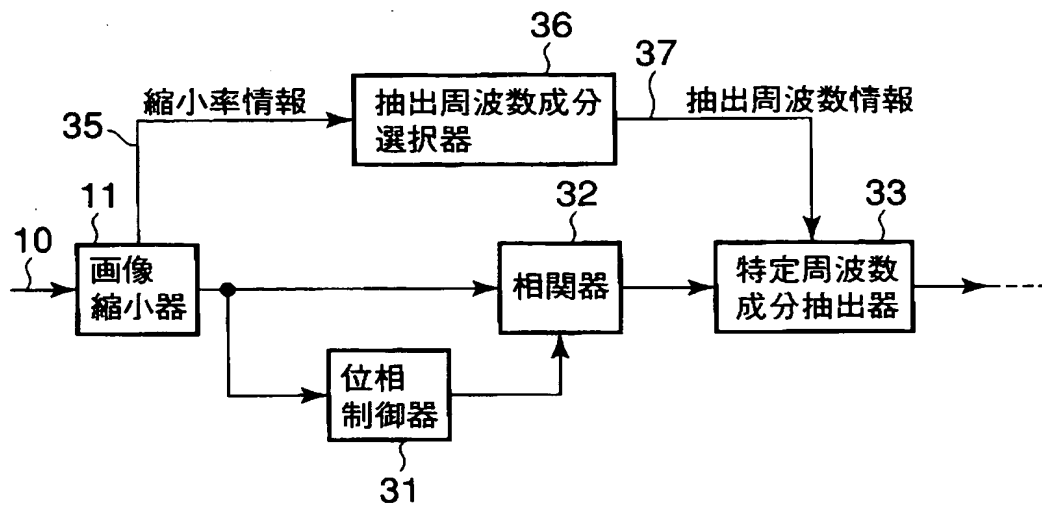 36
37
縮小率情報
抽出周波数成分
選択器
抽出周波数情報
35
11
32
33
10
画像
縮小器
相関器
特定周波数
成分抽出器
位相
制御器
31